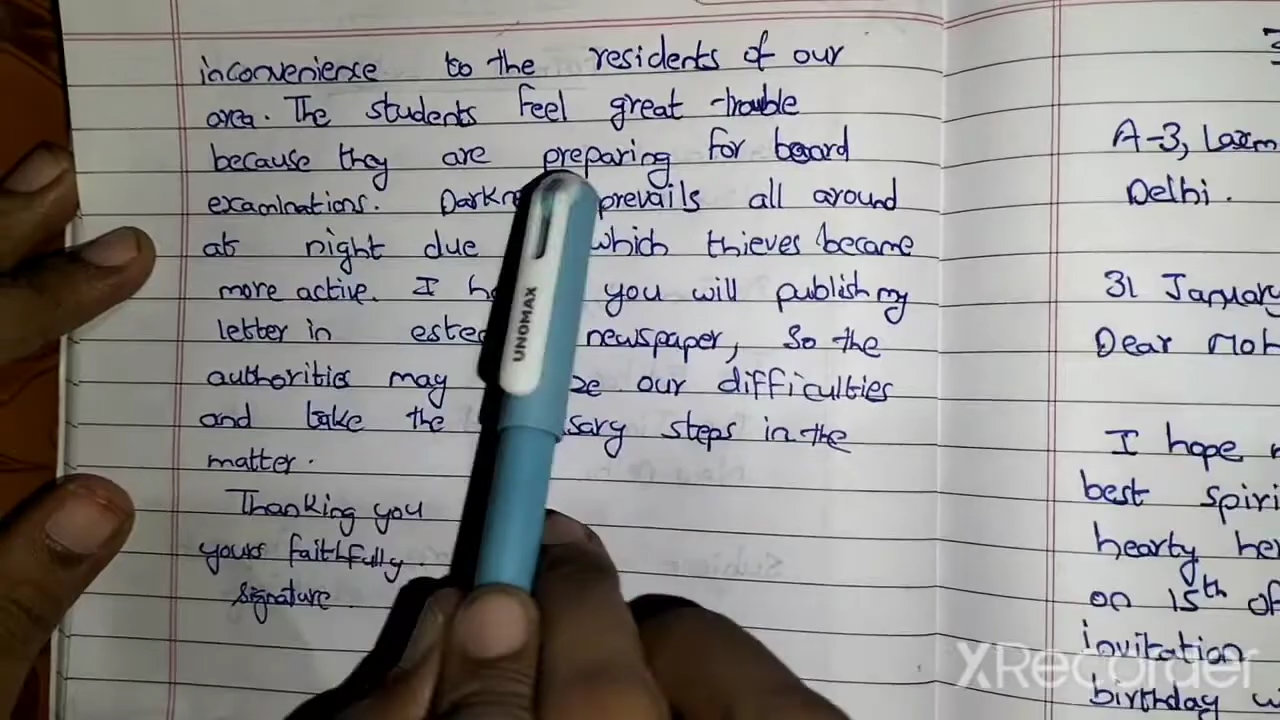 inconvenience to the residents of our
area. The students feel great trouble
because they are preparing for board
examinations. prevails all around
at night due which thieves became
more active. I you will publish my
letter in newspaper, so the
authorities may our difficulties
and take the steps in the
matter.
Thanking you
yours faithfully.
signature.
UNOMAX
A-3,
Delhi.
31 January
Dear
I hope
best
hearty
on 15th of
invitation
birthday
XRecorder